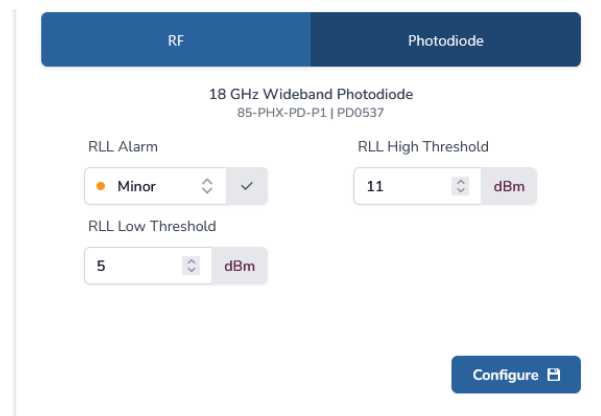 RF
Photodiode
18 GHz Wideband Photodiode
85-PHX-PD-P1 | PD0537
RLL Alarm
RLL High Threshold
Minor
11
dBm
RLL Low Threshold
5
dBm
Configure